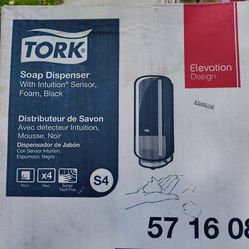 TORK
Elevation
Design
Soap Dispenser
With Intuition® Sensor,
Foam, Black
Distributeur de Savon
Avec détecteur Intuition,
Mousse, Noir
Dispensador de Jabón
Con Sensor Intuition,
Espumoso, Negro
x4
S4
57 16 08